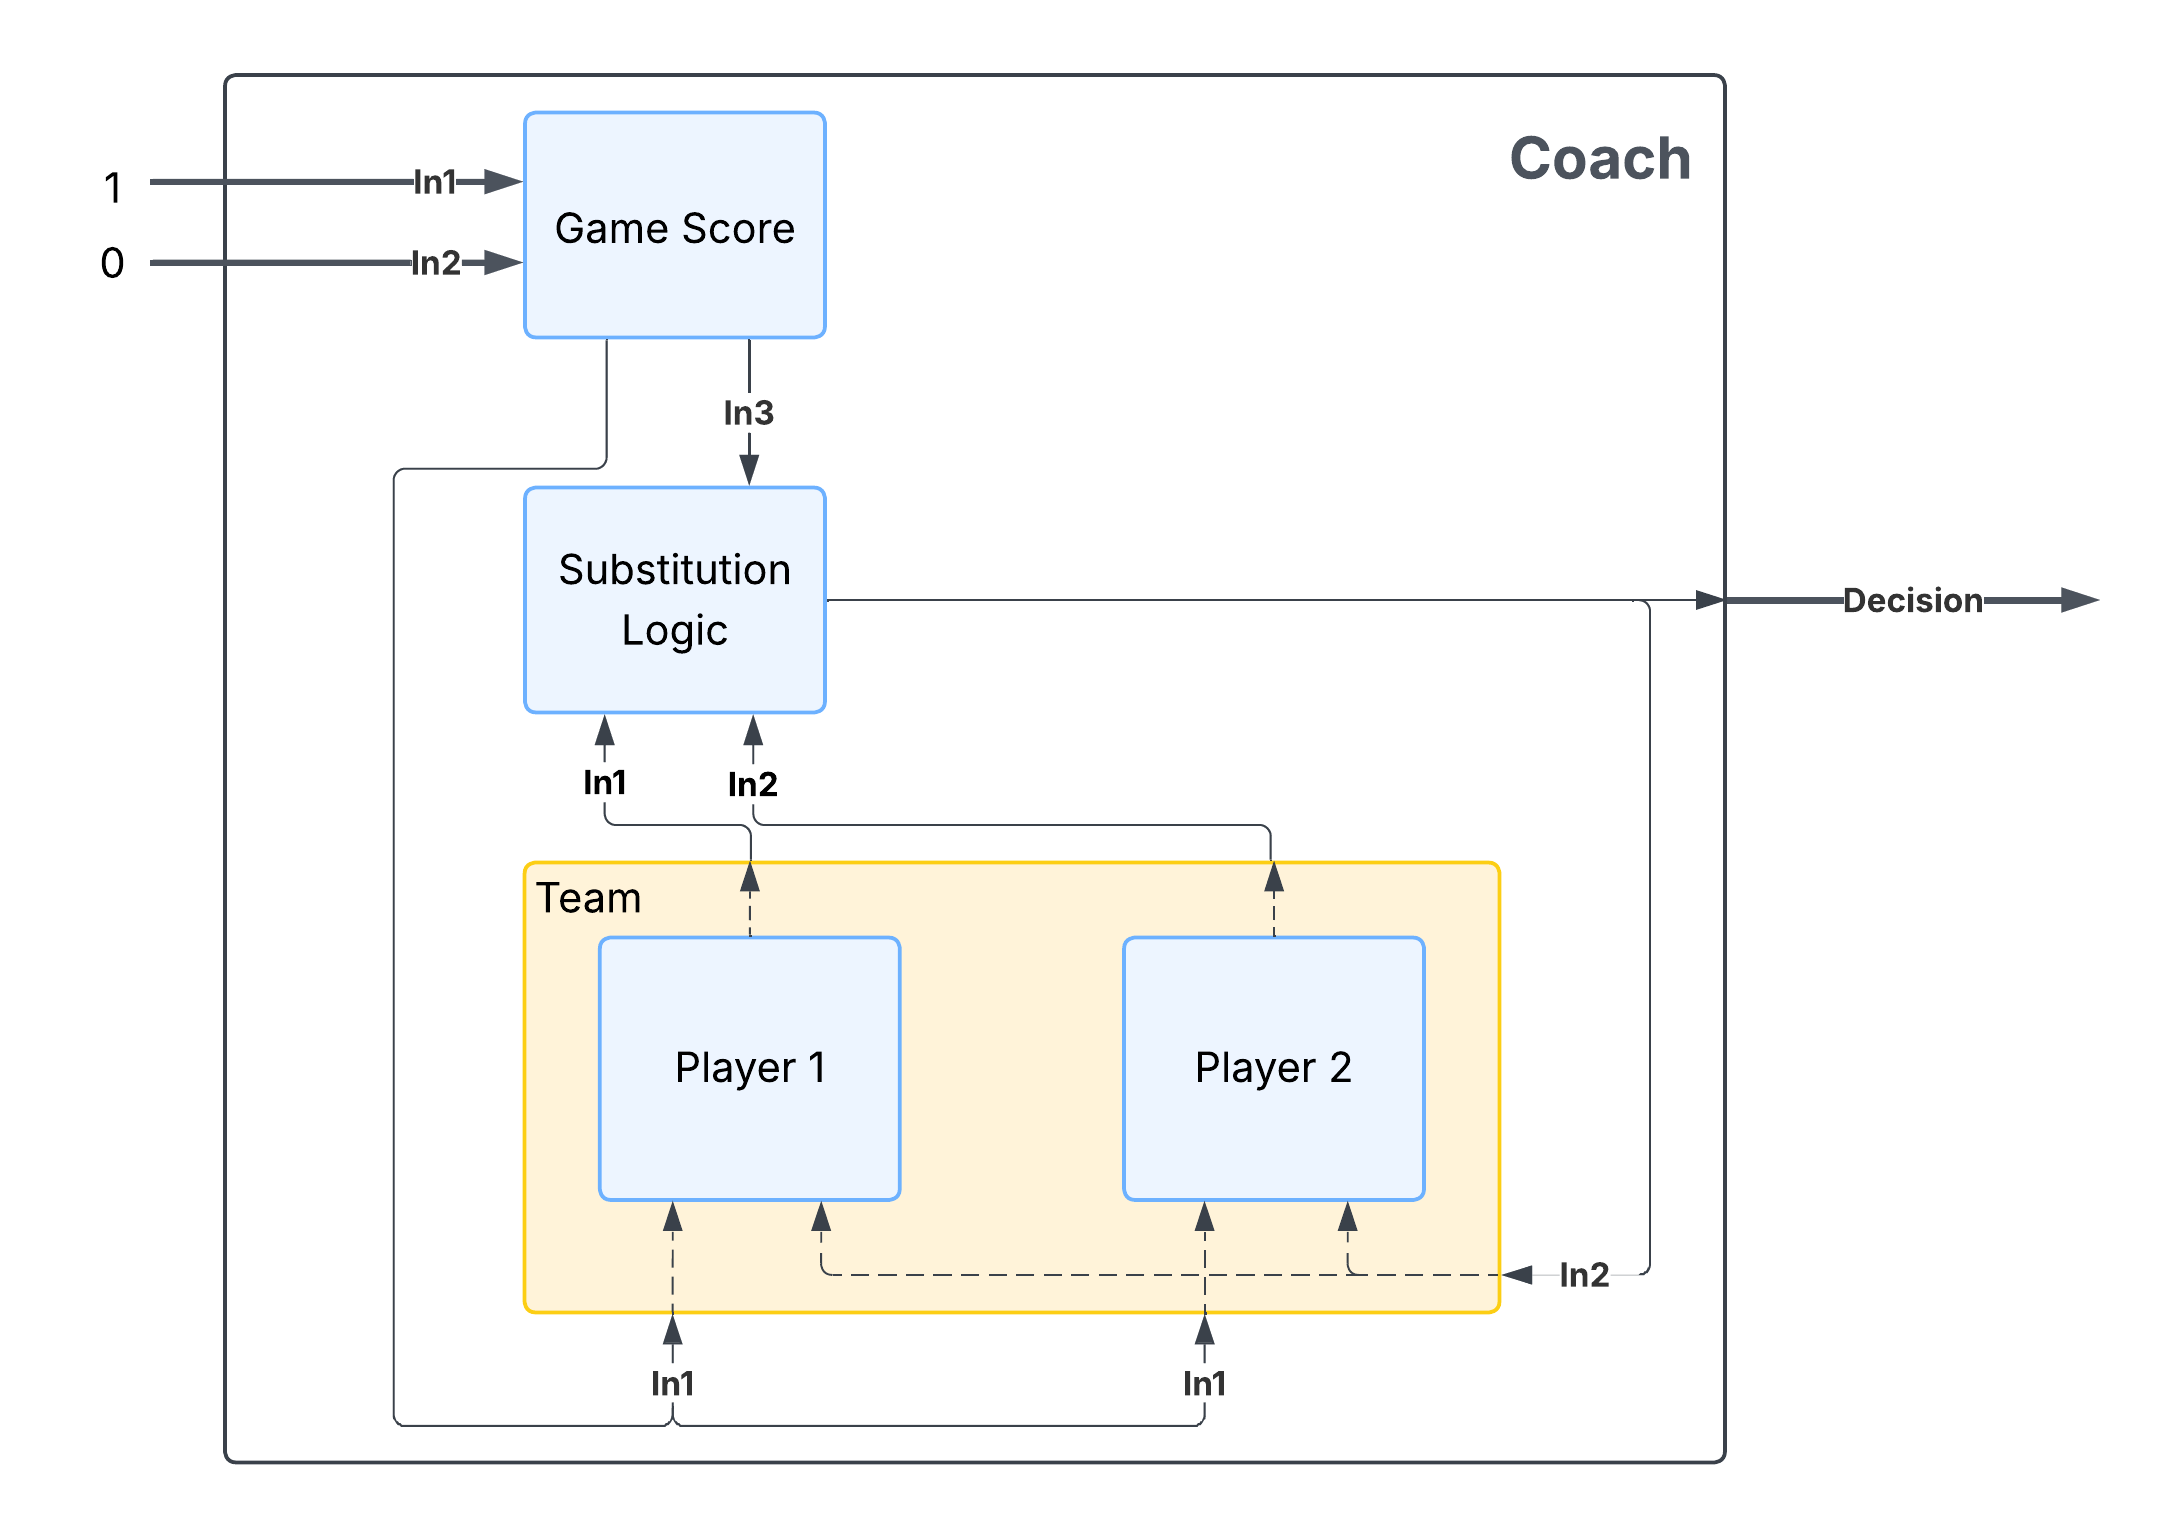 Coach
1
In1
0
In2
Game Score
In3
Substitution
Logic
Decision
In1
In2
Team
Player 1
Player 2
In2
In1
In1